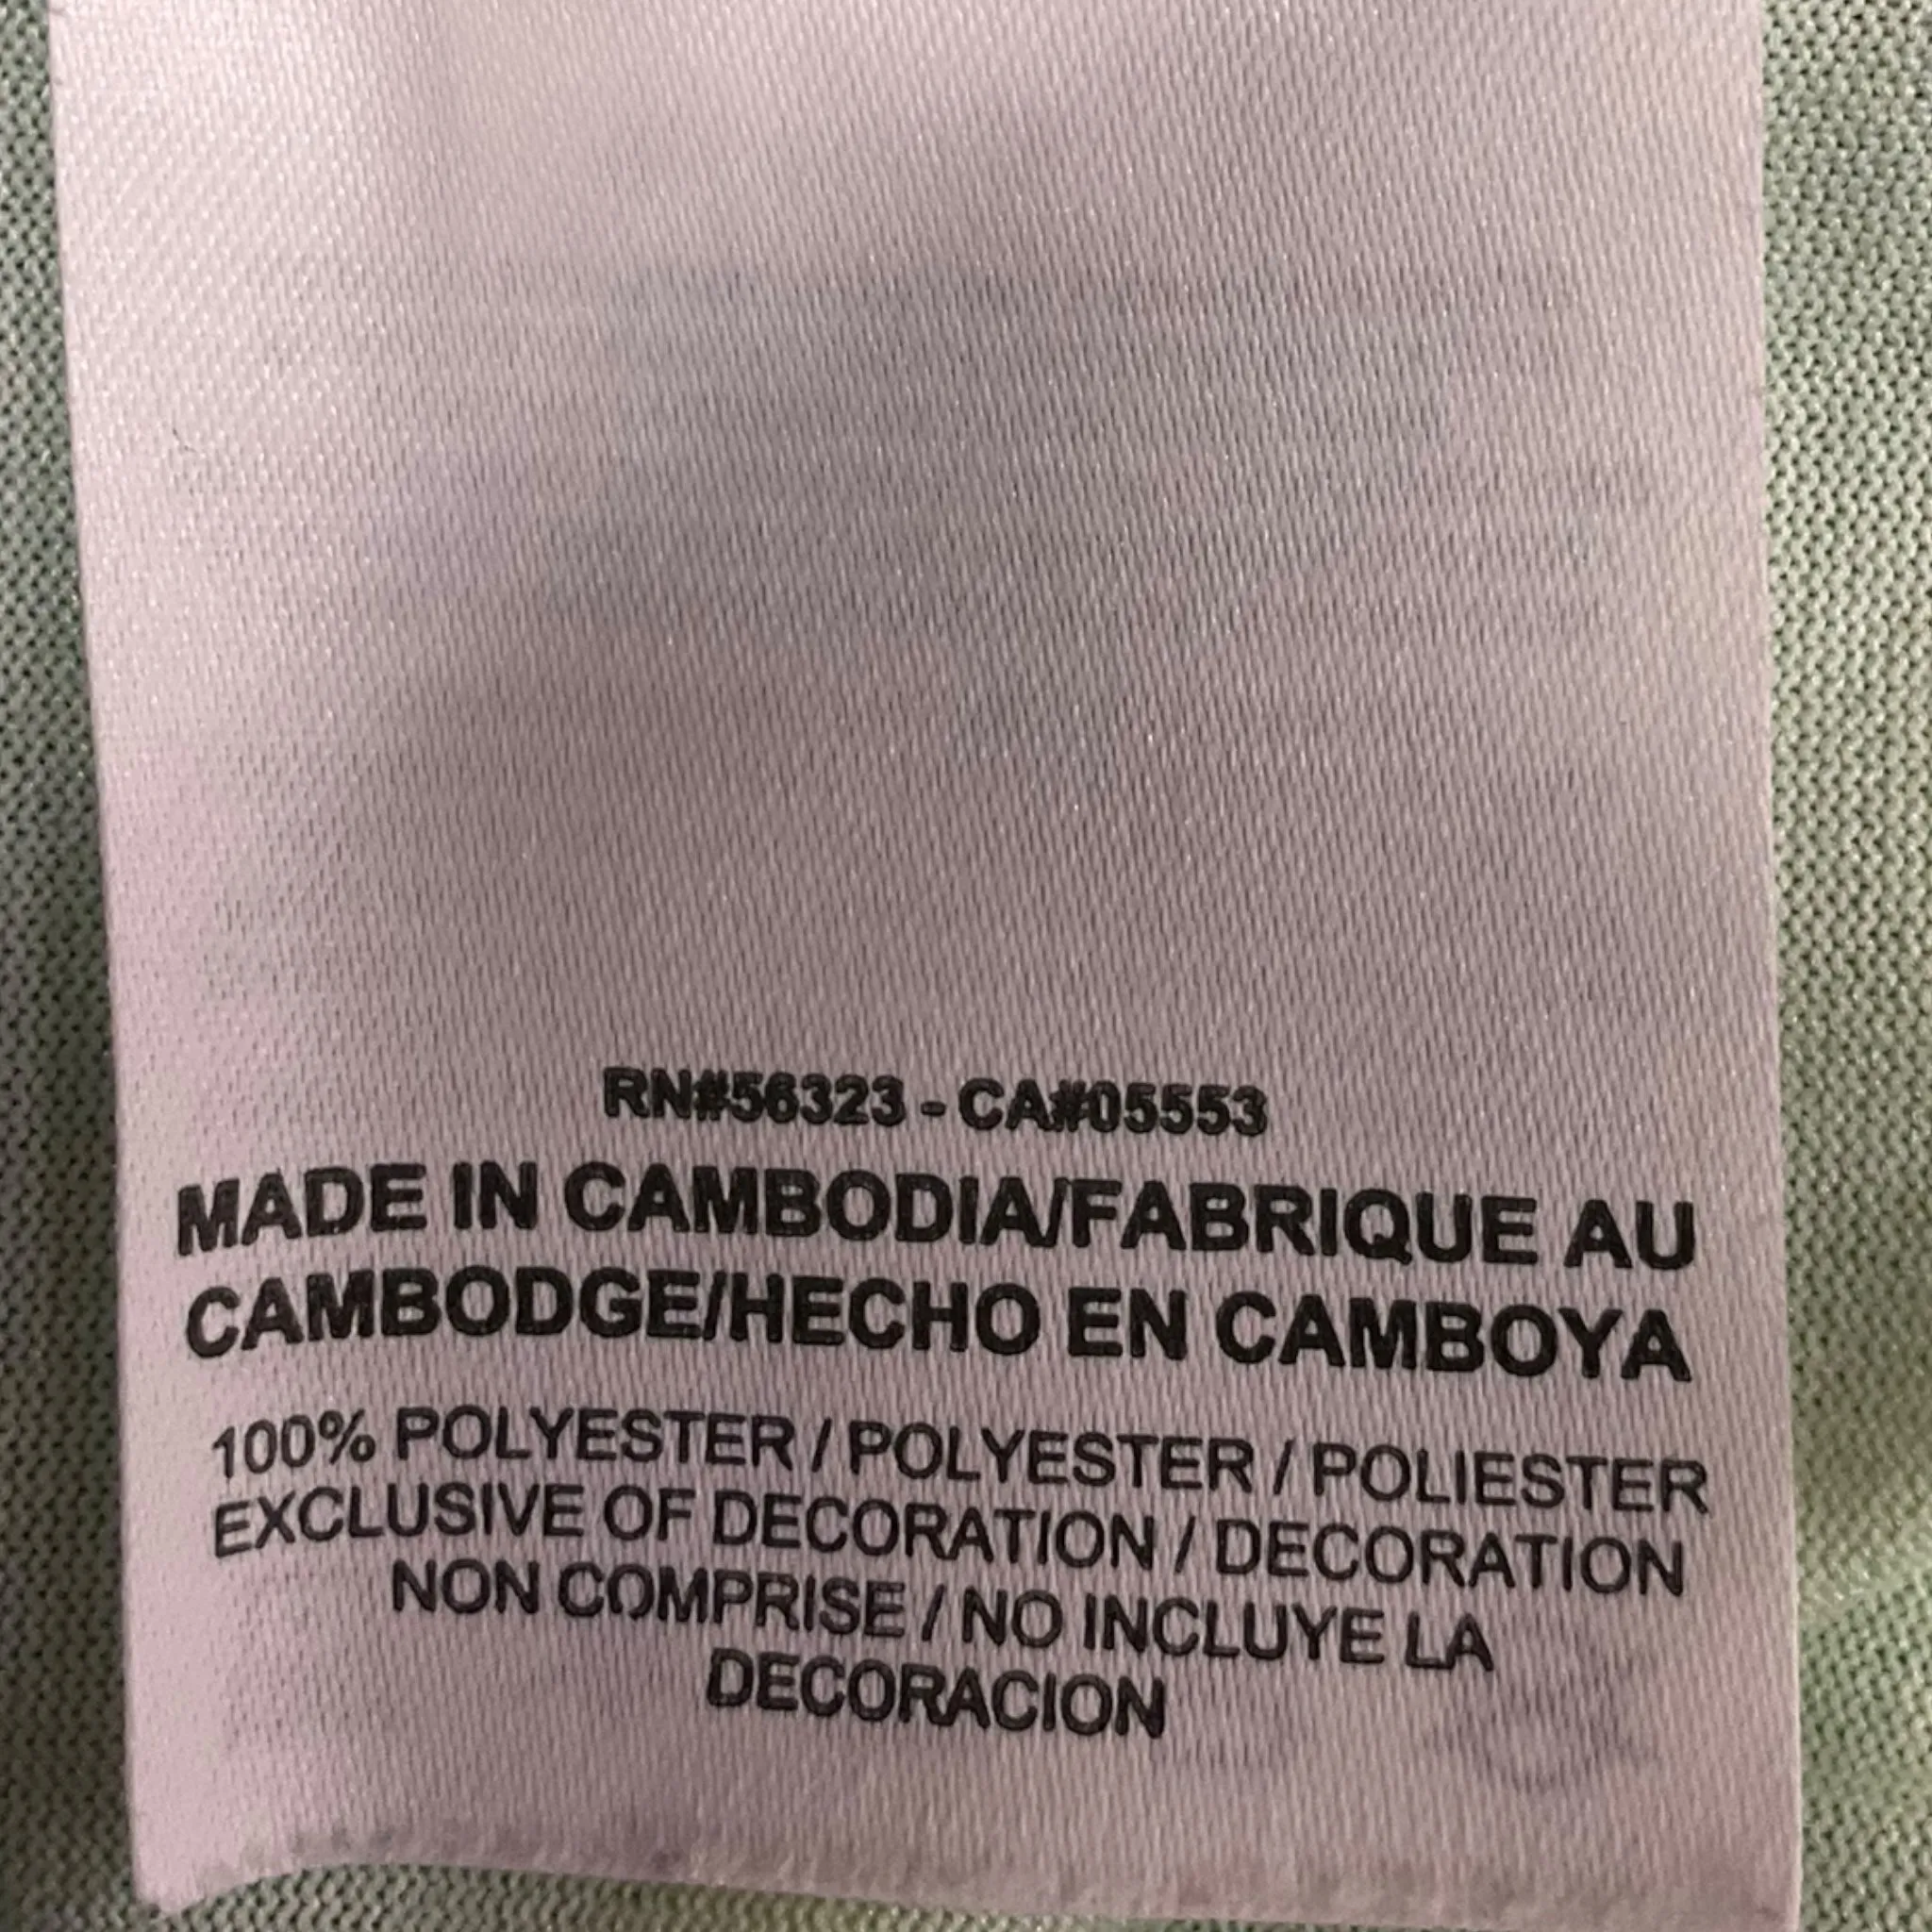 RN#56323 - CA#05553
MADE IN CAMBODIA/FABRIQUE AU
CAMBODGE/HECHO EN CAMBOYA
100% POLYESTER / POLYESTER / POLIESTER
EXCLUSIVE OF DECORATION / DECORATION
NON COMPRISE / NO INCLUYE LA
DECORACION